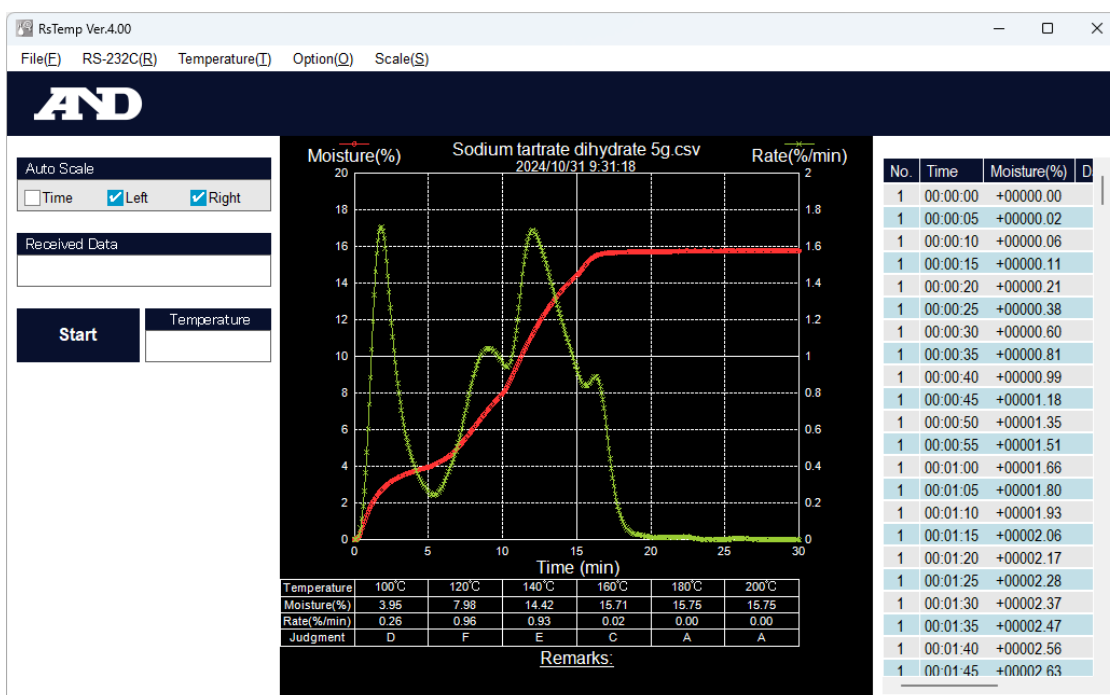 RsTemp Ver.4.00
File(F) RS-232C(R) Temperature(T) Option(O) Scale(S)
AND
Auto Scale
Time Left Right
Received Data
Start
Temperature
Moisture(%) Sodium tartrate dihydrate 5g.csv Rate(%/min)
2024/10/31 9:31:18
20 2
18 1.8
16 1.6
14 1.4
12 1.2
10 1
8 0.8
6 0.6
4 0.4
2 0.2
0 0
0 5 10 15 20 25 30
Time (min)
Temperature 100℃ 120℃ 140℃ 160℃ 180℃ 200℃
Moisture(%) 3.95 7.98 14.42 15.71 15.75 15.75
Rate(%/min) 0.26 0.96 0.93 0.02 0.00 0.00
Judgment D F E C A A
Remarks:
No. Time Moisture(%) D
1 00:00:00 +00000.00
1 00:00:05 +00000.02
1 00:00:10 +00000.06
1 00:00:15 +00000.11
1 00:00:20 +00000.21
1 00:00:25 +00000.38
1 00:00:30 +00000.60
1 00:00:35 +00000.81
1 00:00:40 +00000.99
1 00:00:45 +00001.18
1 00:00:50 +00001.35
1 00:00:55 +00001.51
1 00:01:00 +00001.66
1 00:01:05 +00001.80
1 00:01:10 +00001.93
1 00:01:15 +00002.06
1 00:01:20 +00002.17
1 00:01:25 +00002.28
1 00:01:30 +00002.37
1 00:01:35 +00002.47
1 00:01:40 +00002.56
1 00:01:45 +00002.63